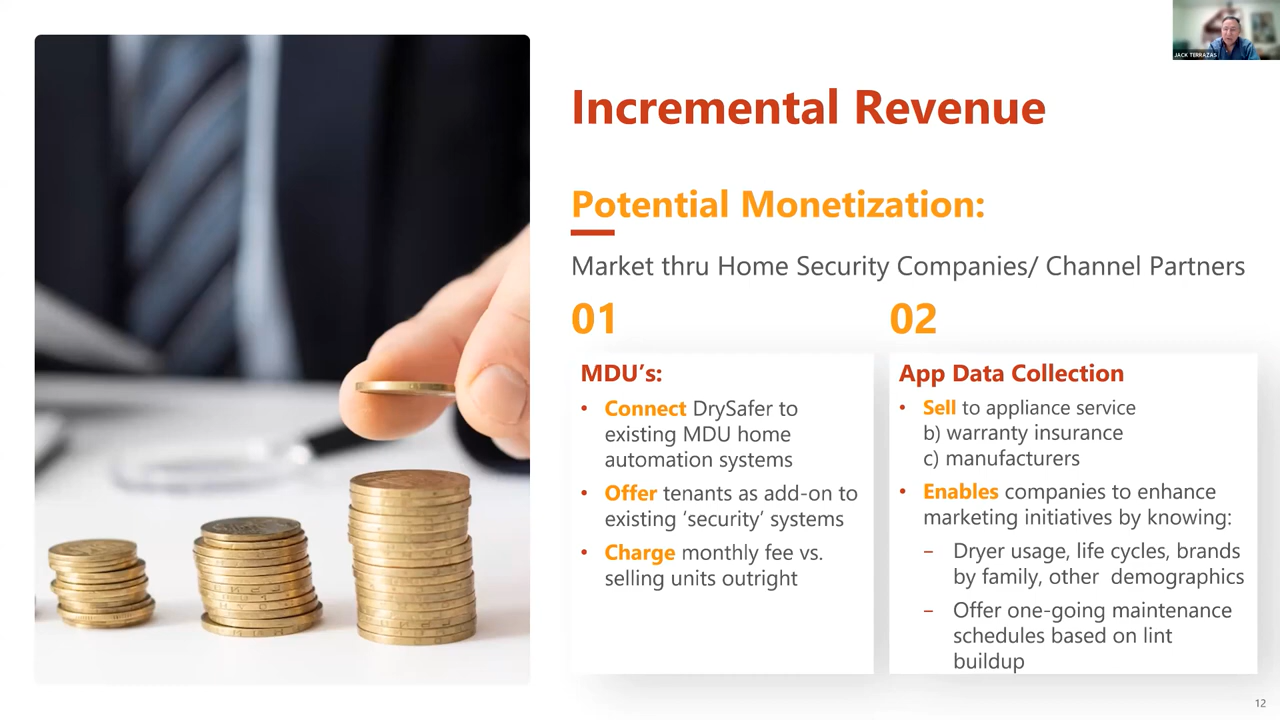 JACK TERRAZAS
Incremental Revenue
Potential Monetization:
Market thru Home Security Companies/ Channel Partners
01
MDU's:
• Connect DrySafer to
existing MDU home
automation systems
• Offer tenants as add-on to
existing ‘security’ systems
• Charge monthly fee vs.
selling units outright
02
App Data Collection
• Sell to appliance service
b) warranty insurance
c) manufacturers
• Enables companies to enhance
marketing initiatives by knowing:
– Dryer usage, life cycles, brands
by family, other  demographics
– Offer one-going maintenance
schedules based on lint
buildup
12